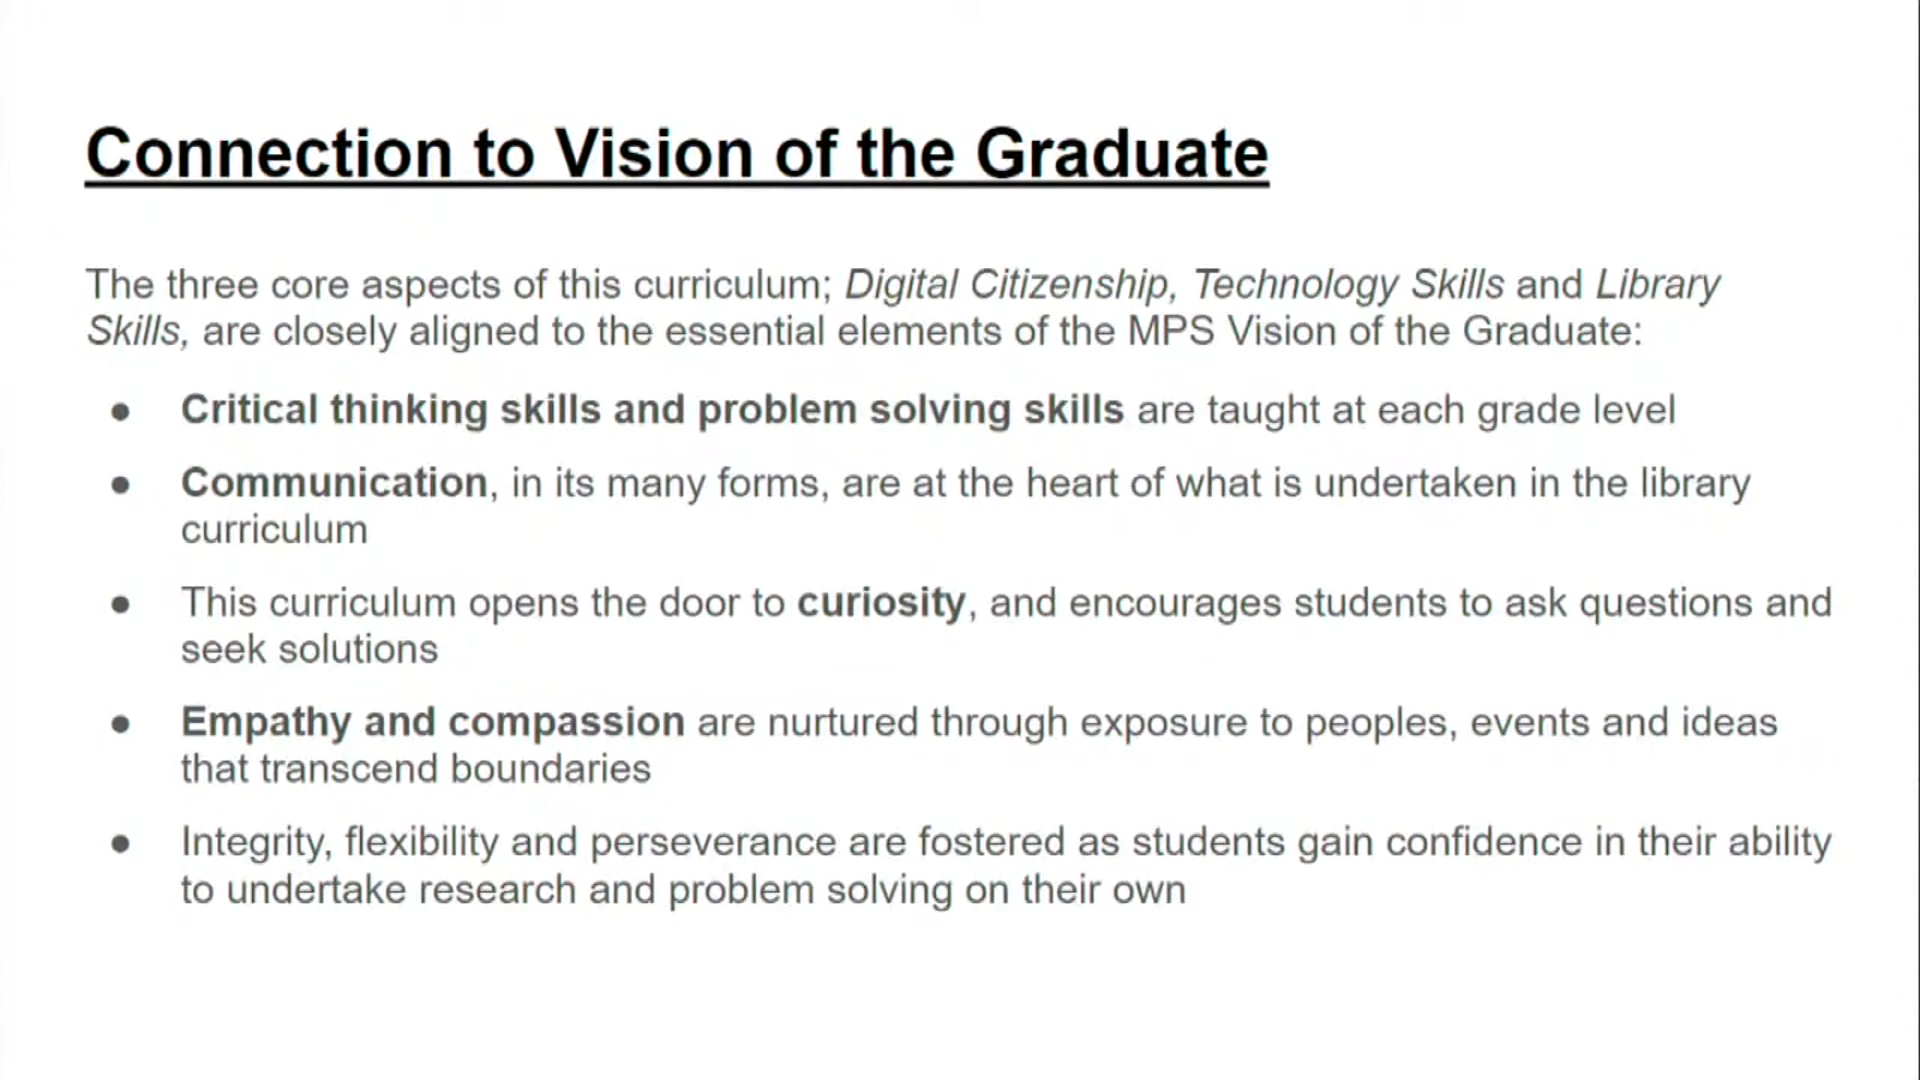 Connection to Vision of the Graduate
The three core aspects of this curriculum; Digital Citizenship, Technology Skills and Library
Skills, are closely aligned to the essential elements of the MPS Vision of the Graduate:
● Critical thinking skills and problem solving skills are taught at each grade level
● Communication, in its many forms, are at the heart of what is undertaken in the library
curriculum
● This curriculum opens the door to curiosity, and encourages students to ask questions and
seek solutions
● Empathy and compassion are nurtured through exposure to peoples, events and ideas
that transcend boundaries
● Integrity, flexibility and perseverance are fostered as students gain confidence in their ability
to undertake research and problem solving on their own